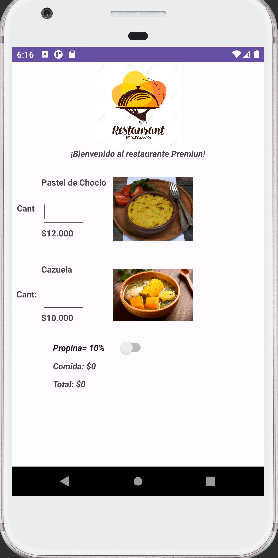 6:16
Restaurant
¡Bienvenido al restaurante Premiun!
Pastel de Choclo
Cant
$12.000
Cazuela
Cant:
$10.000
Propina= 10%
Comida: $0
Total: $0